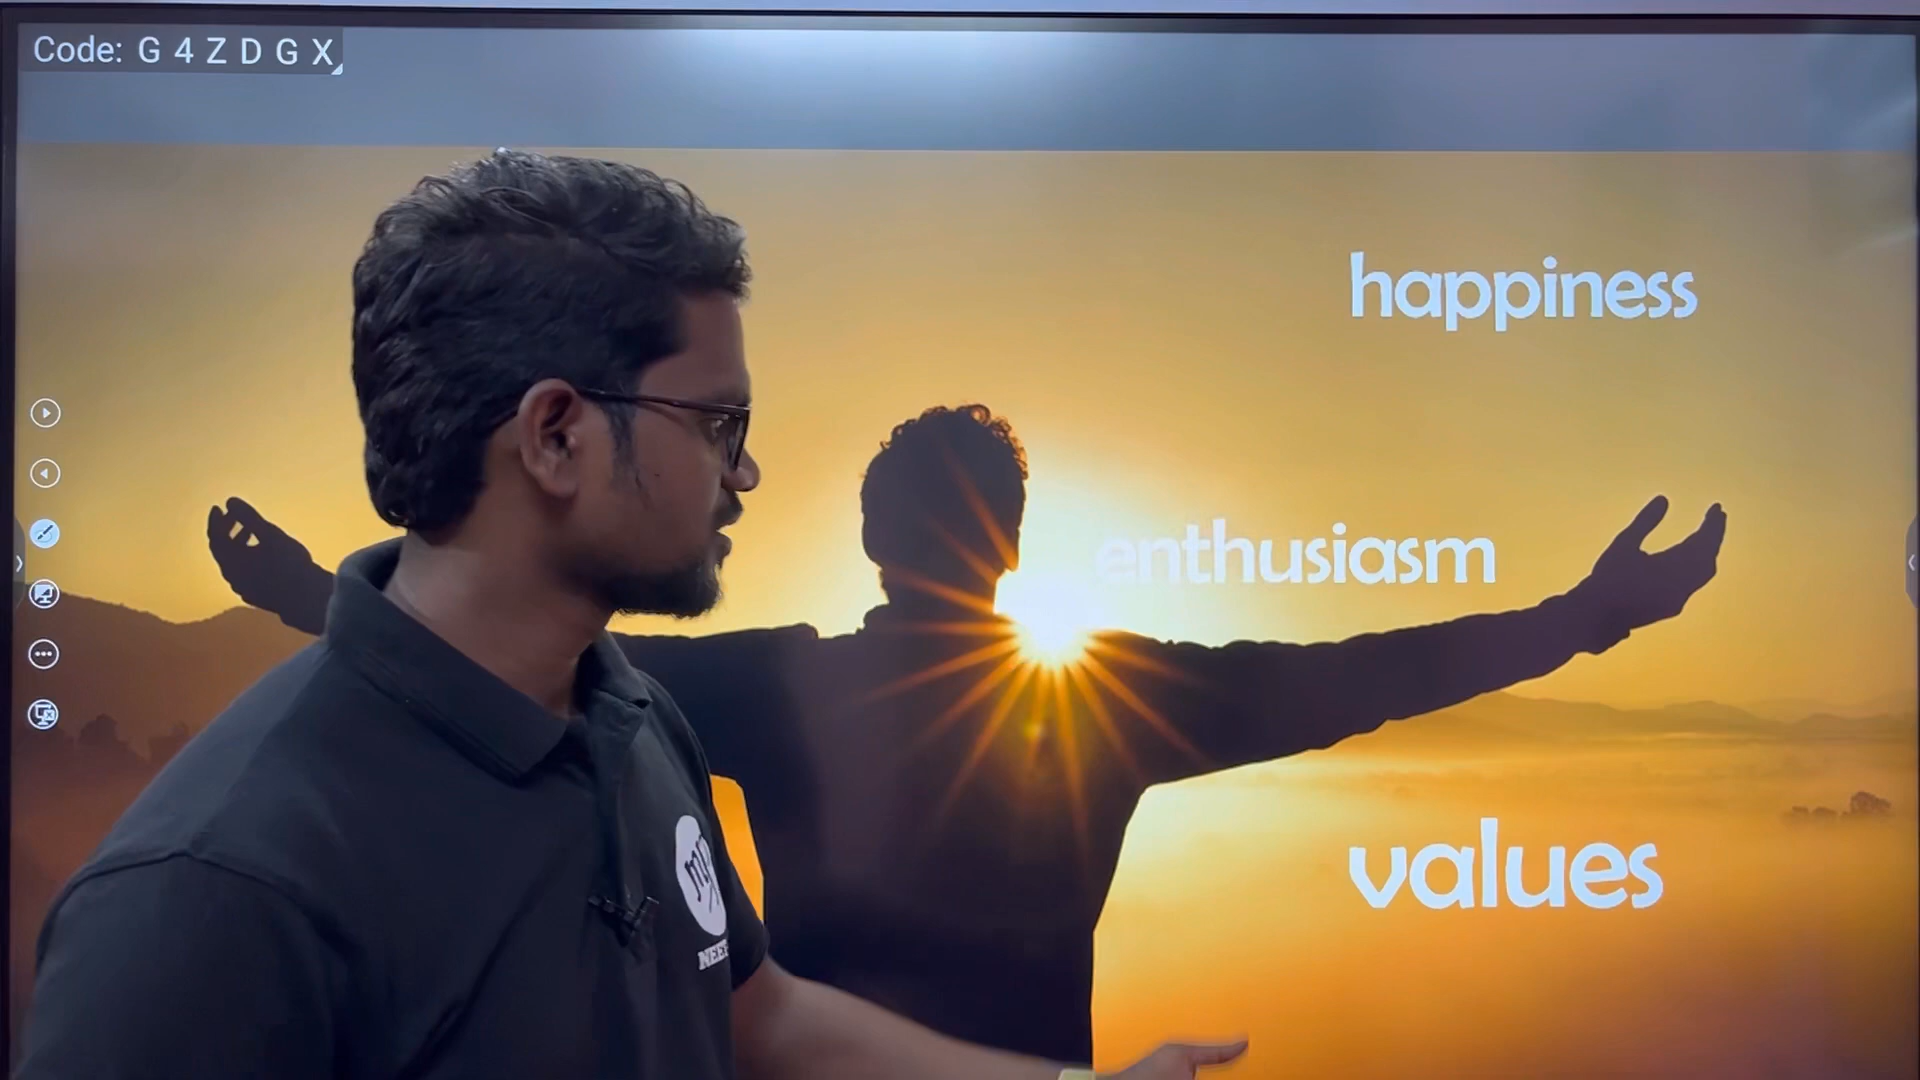 Code: G 4 Z D G X
happiness
enthusiasm
values